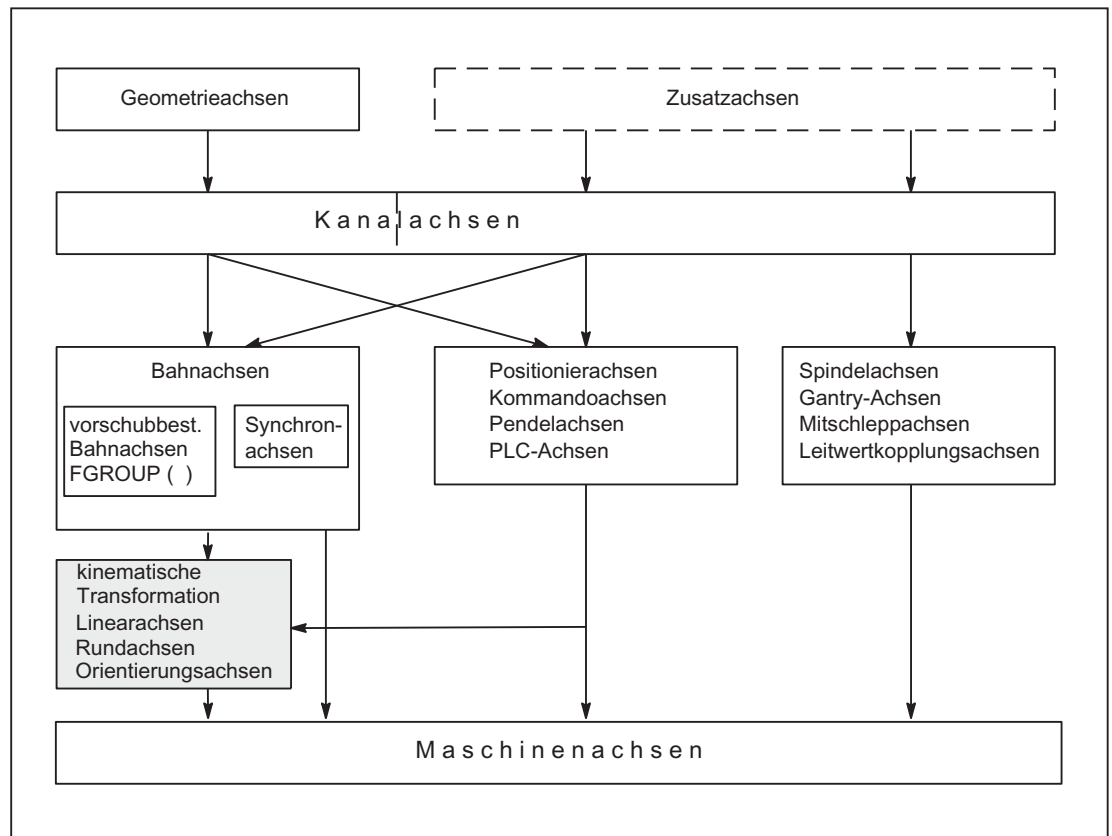 Geometrieachsen
Zusatzachsen
Kanalachsen
Bahnachsen
vorschubbest.
Bahnachsen
FGROUP ( )
Synchron-
achsen
Positionierachsen
Kommandoachsen
Pendelachsen
PLC-Achsen
Spindelachsen
Gantry-Achsen
Mitschleppachsen
Leitwertkopplungsachsen
kinematische
Transformation
Linearachsen
Rundachsen
Orientierungsachsen
Maschinenachsen